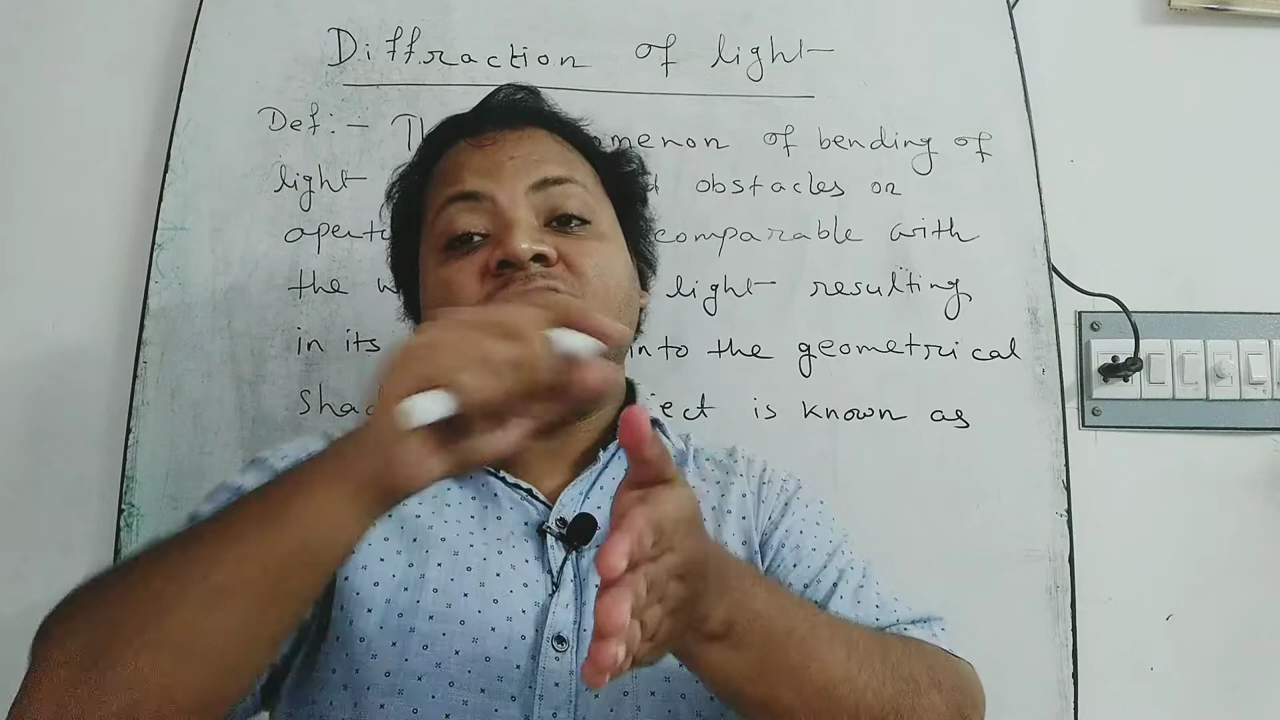 Diffraction of light
Def:- Th omenon of bending of
light obstacles or
apert comparable with
the w light resulting
in its into the geometrical
Shad ject is known as